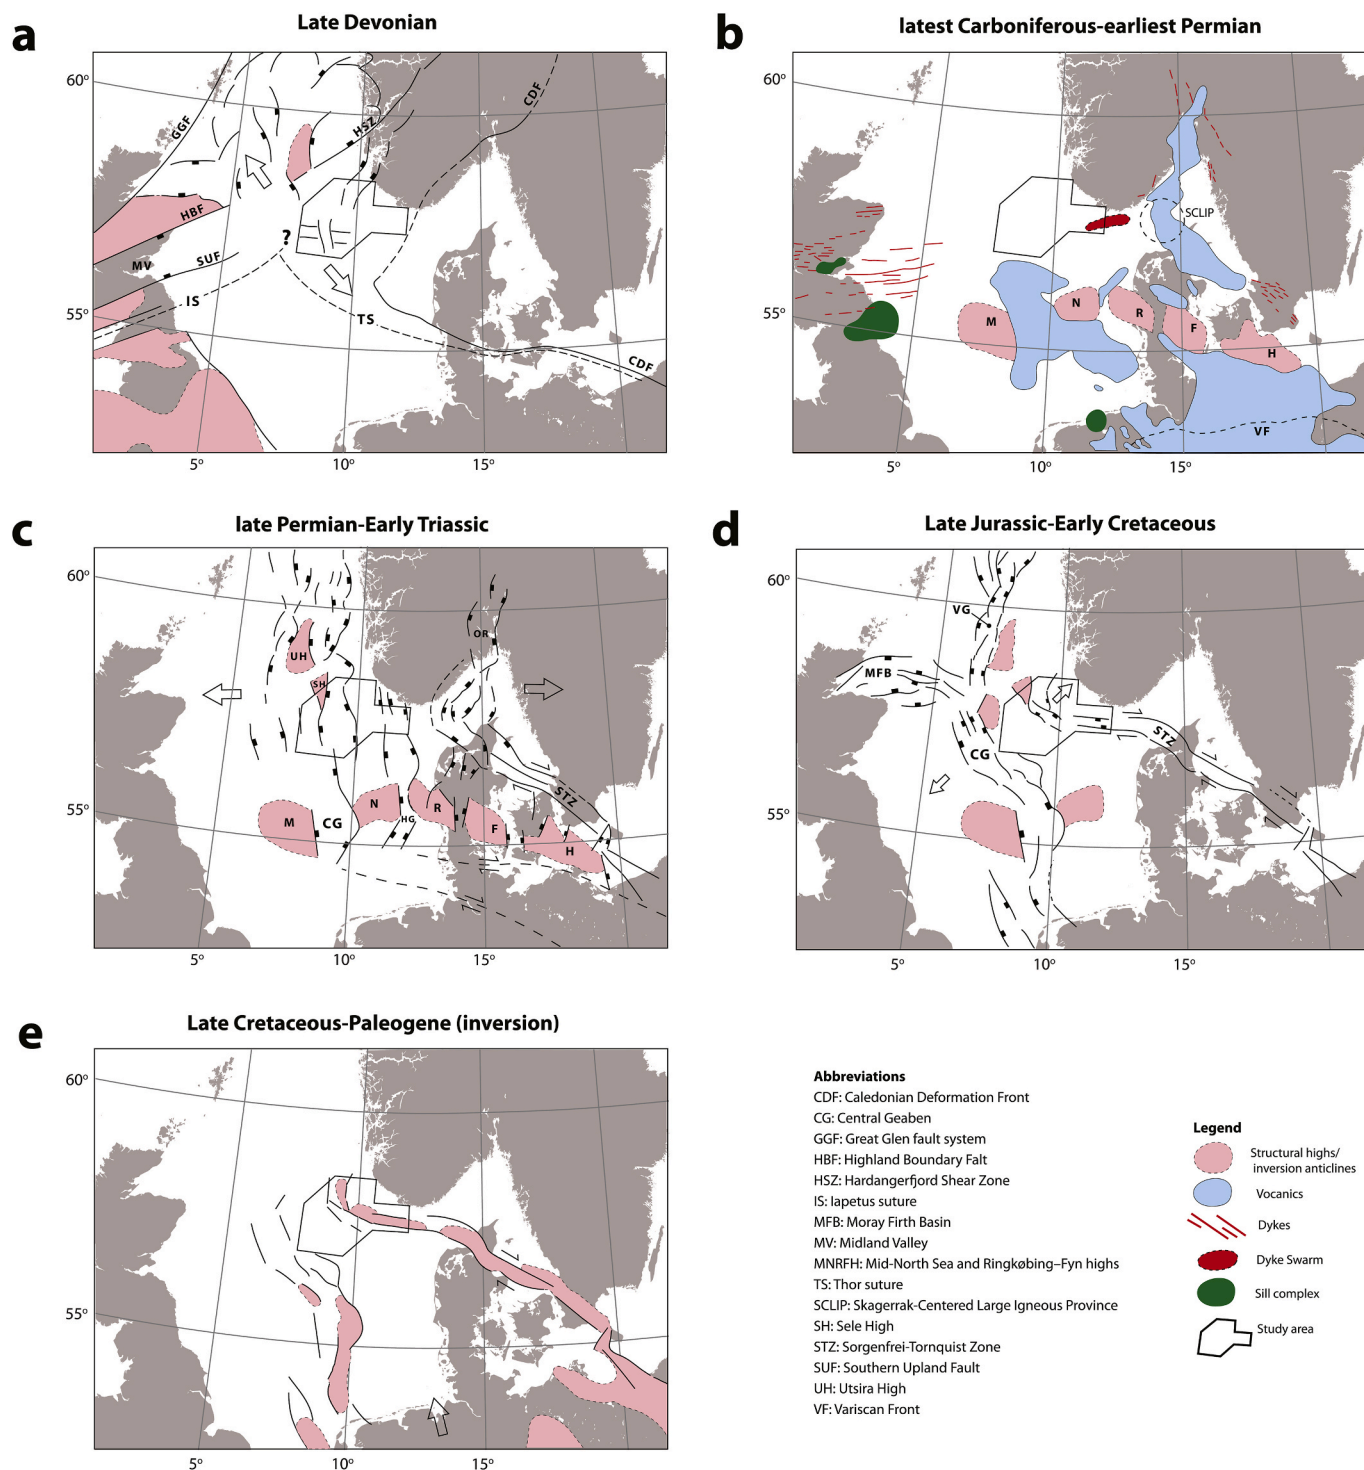 a
Late Devonian
60°
GGF
HSZ
CDF
HBF
MV
SUF
?
IS
TS
CDF
55°
5°
10°
15°
b
latest Carboniferous-earliest Permian
60°
SCLIP
55°
M
N
R
F
H
VF
5°
10°
15°
c
late Permian-Early Triassic
60°
OR
UH
SH
STZ
55°
M
CG
N
HG
R
F
H
5°
10°
15°
d
Late Jurassic-Early Cretaceous
60°
VG
MFB
CG
STZ
55°
5°
10°
15°
e
Late Cretaceous-Paleogene (inversion)
60°
55°
5°
10°
15°
Abbreviations
CDF: Caledonian Deformation Front
CG: Central Geaben
GGF: Great Glen fault system
HBF: Highland Boundary Falt
HSZ: Hardangerfjord Shear Zone
IS: Iapetus suture
MFB: Moray Firth Basin
MV: Midland Valley
MNRFH: Mid-North Sea and Ringkøbing–Fyn highs
TS: Thor suture
SCLIP: Skagerrak-Centered Large Igneous Province
SH: Sele High
STZ: Sorgenfrei-Tornquist Zone
SUF: Southern Upland Fault
UH: Utsira High
VF: Variscan Front
Legend
Structural highs/
inversion anticlines
Vocanics
Dykes
Dyke Swarm
Sill complex
Study area